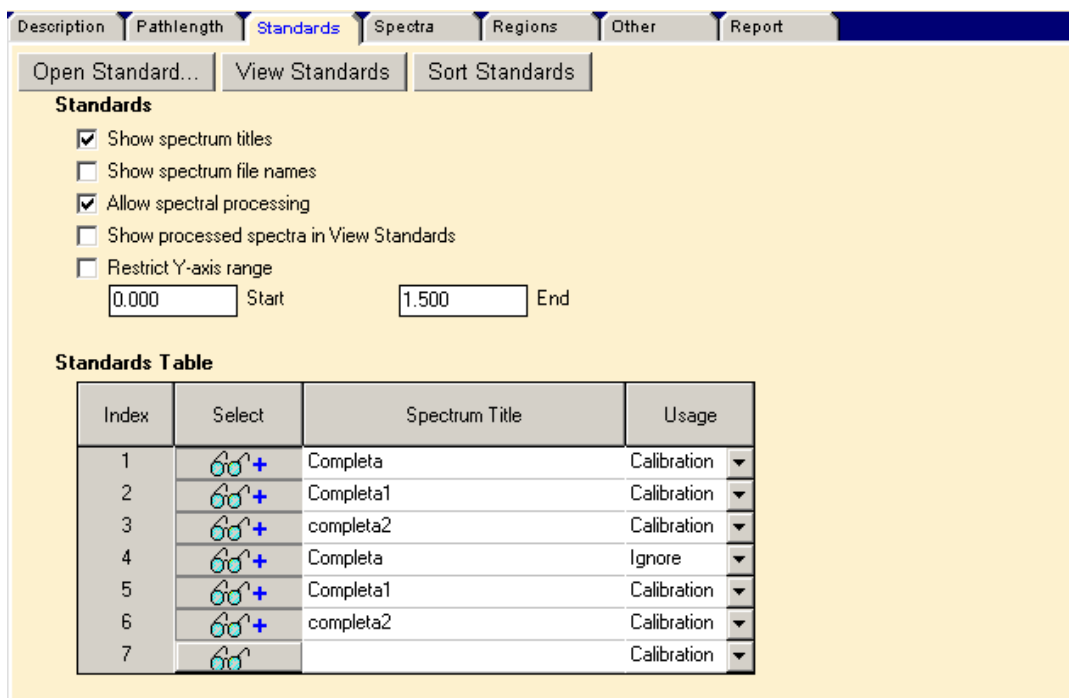 Description Pathlength Standards Spectra Regions Other Report
Open Standard... View Standards Sort Standards
Standards
Show spectrum titles
Show spectrum file names
Allow spectral processing
Show processed spectra in View Standards
Restrict Y-axis range
0.000 Start 1.500 End
Standards Table
Index Select Spectrum Title Usage
1 Completa Calibration
2 Completa1 Calibration
3 completa2 Calibration
4 Completa Ignore
5 Completa1 Calibration
6 completa2 Calibration
7 Calibration